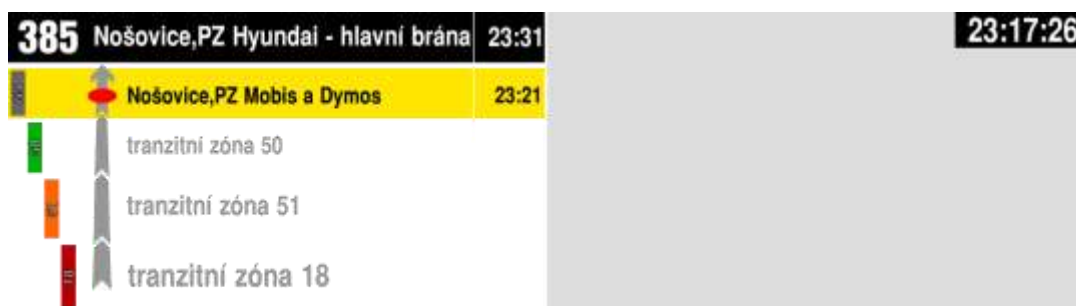 385 Nošovice,PZ Hyundai - hlavní brána 23:31
23:17:26
Nošovice,PZ Mobis a Dymos 23:21
tranzitní zóna 50
tranzitní zóna 51
tranzitní zóna 18